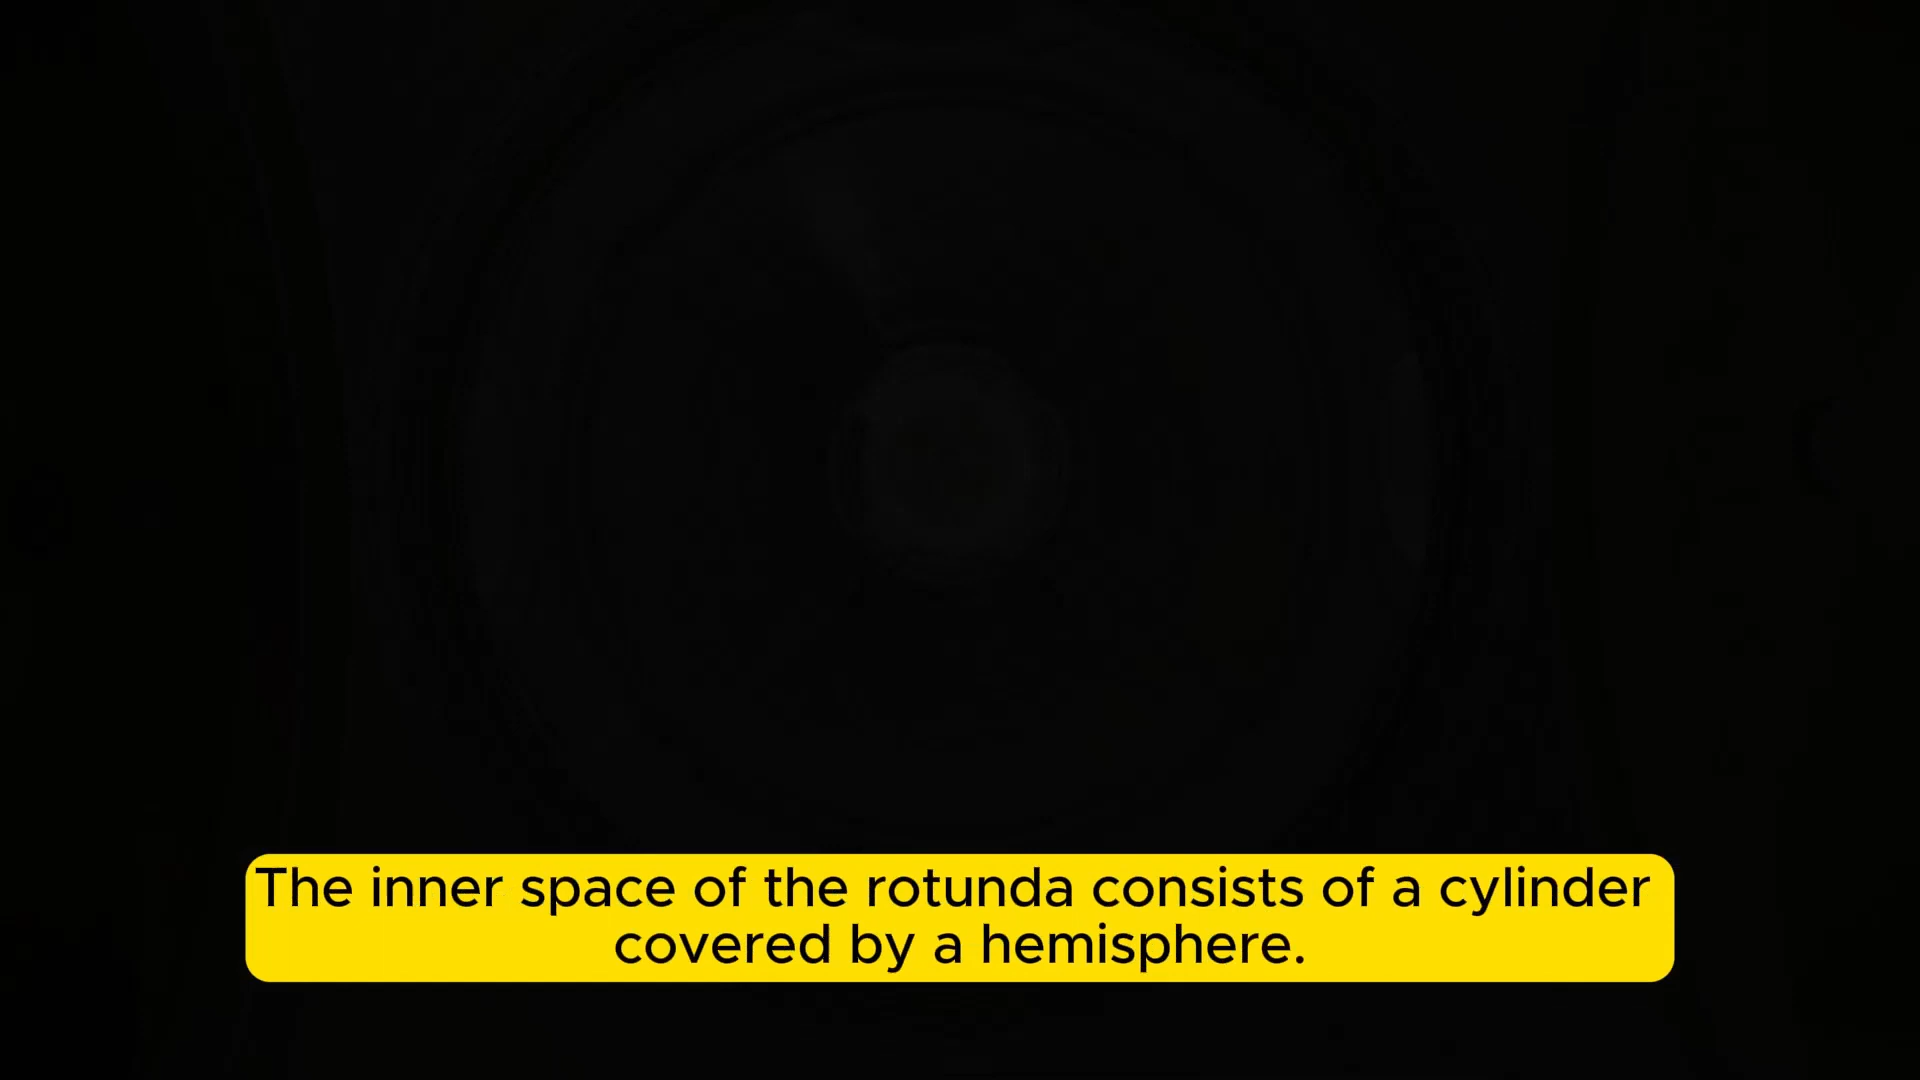 The inner space of the rotunda consists of a cylinder
covered by a hemisphere.